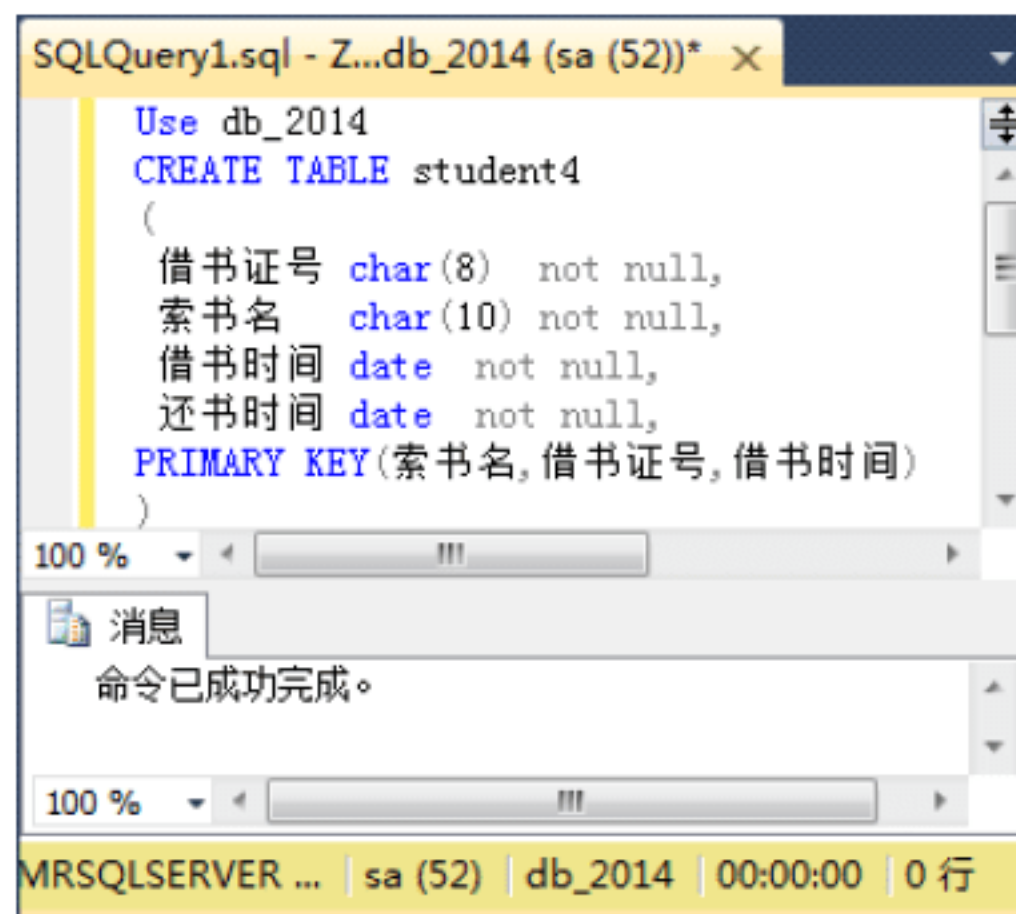 SQLQuery1.sql - Z...db_2014 (sa (52))*
Use db_2014
CREATE TABLE student4
(
借书证号 char(8) not null,
索书名 char(10) not null,
借书时间 date not null,
还书时间 date not null,
PRIMARY KEY(索书名,借书证号,借书时间)
)
100 %
消息
命令已成功完成。
100 %
MRSQLSERVER ... sa (52) db_2014 00:00:00 0 行